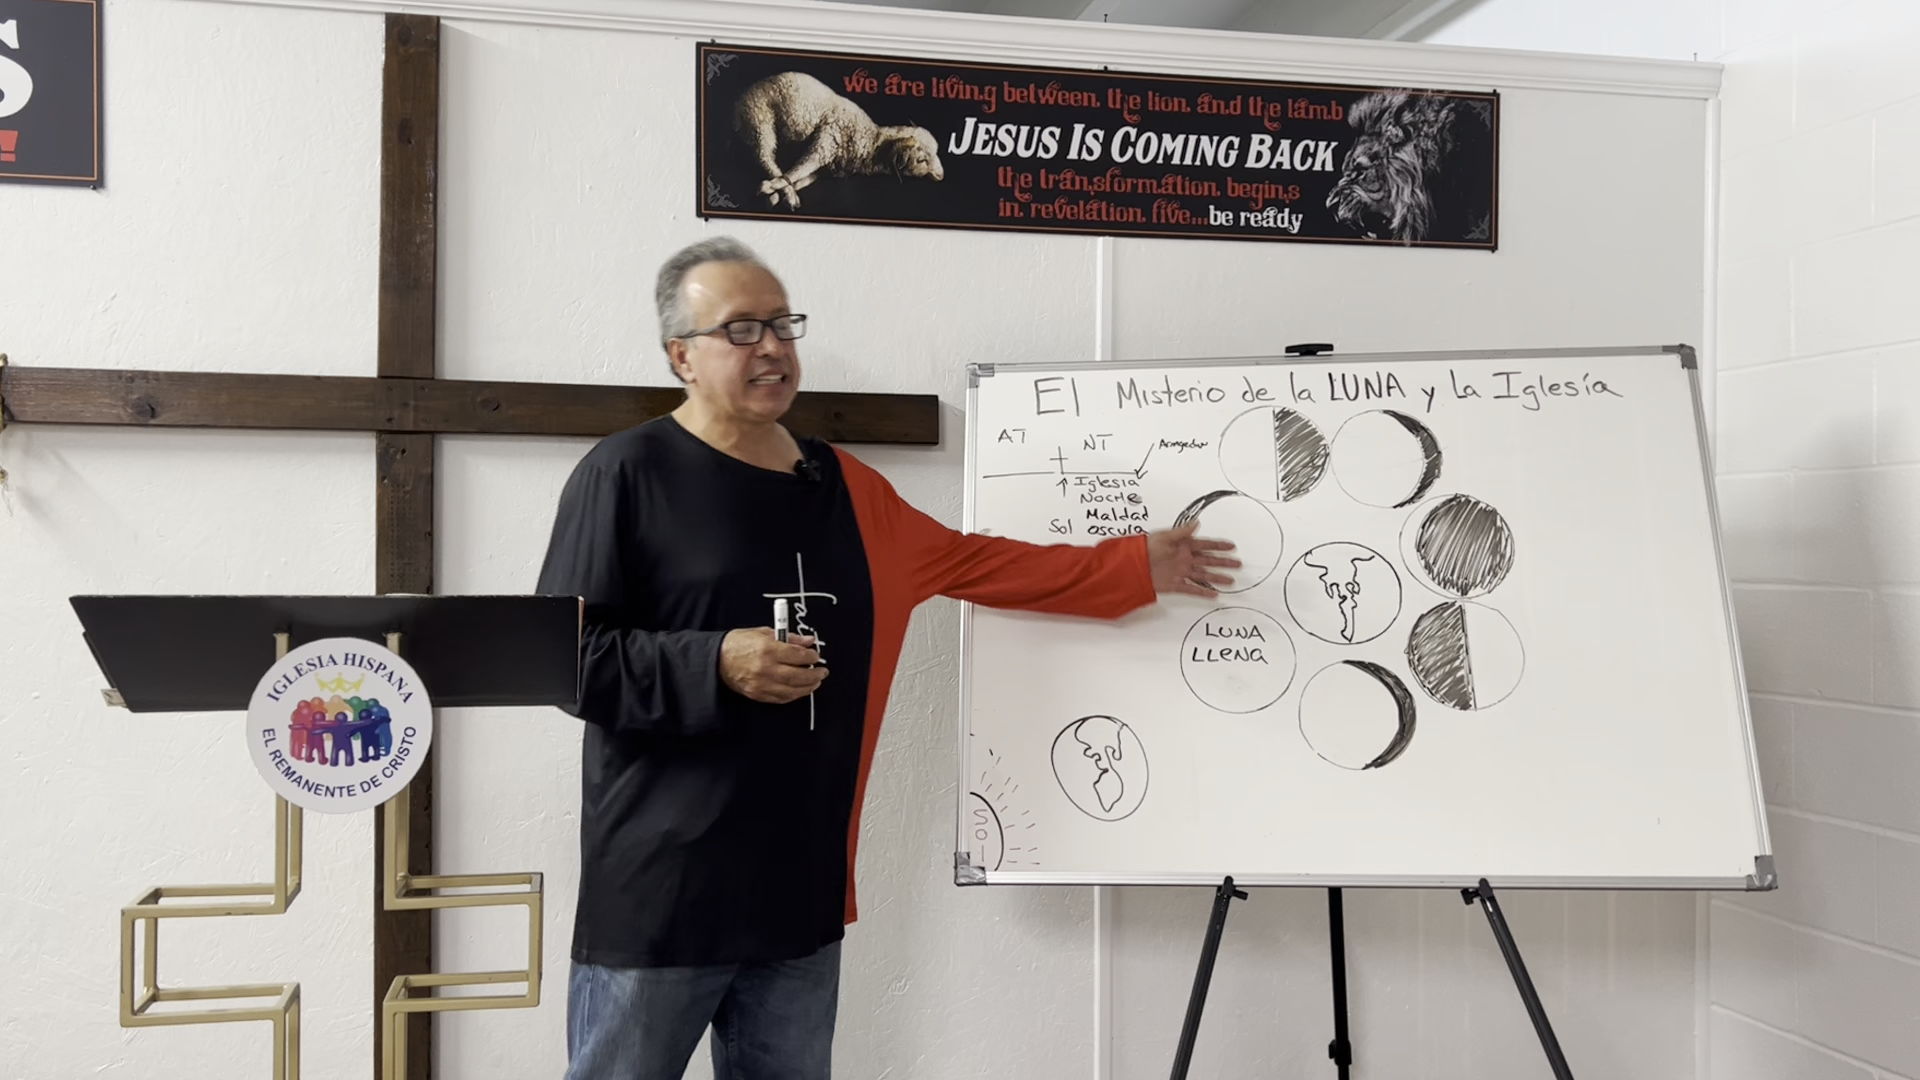 S
!
we are living between the lion and the lamb
JESUS IS COMING BACK
the transformation begins
in revelation five...be ready
El Misterio de la LUNA y La Iglesía
AT
NT
Armgedon
Iglesia
NOCHE
Maldad
Sol oscura
LUNA
LLENA
SOl
faith
IGLESIA HISPANA
EL REMANENTE DE CRISTO